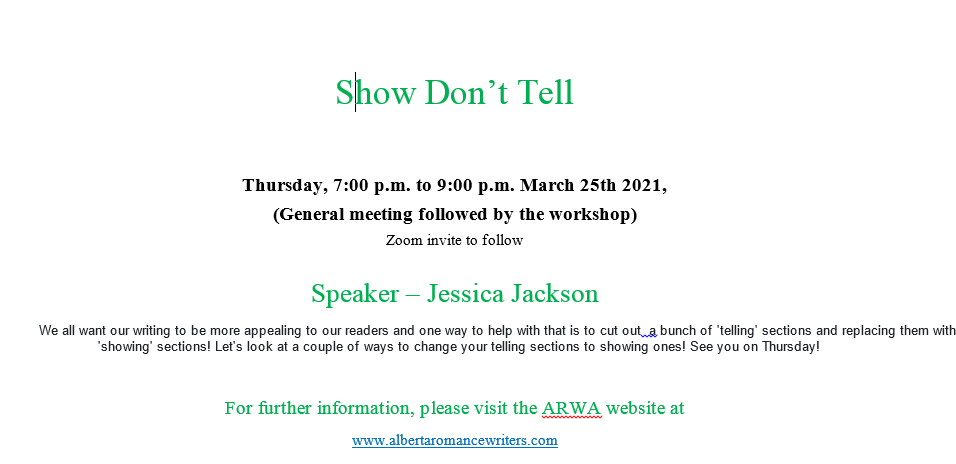 Show Don’t Tell
Thursday, 7:00 p.m. to 9:00 p.m. March 25th 2021,
(General meeting followed by the workshop)
Zoom invite to follow
Speaker – Jessica Jackson
We all want our writing to be more appealing to our readers and one way to help with that is to cut out  a bunch of 'telling' sections and replacing them with
'showing' sections! Let's look at a couple of ways to change your telling sections to showing ones! See you on Thursday!
For further information, please visit the ARWA website at
www.albertaromancewriters.com